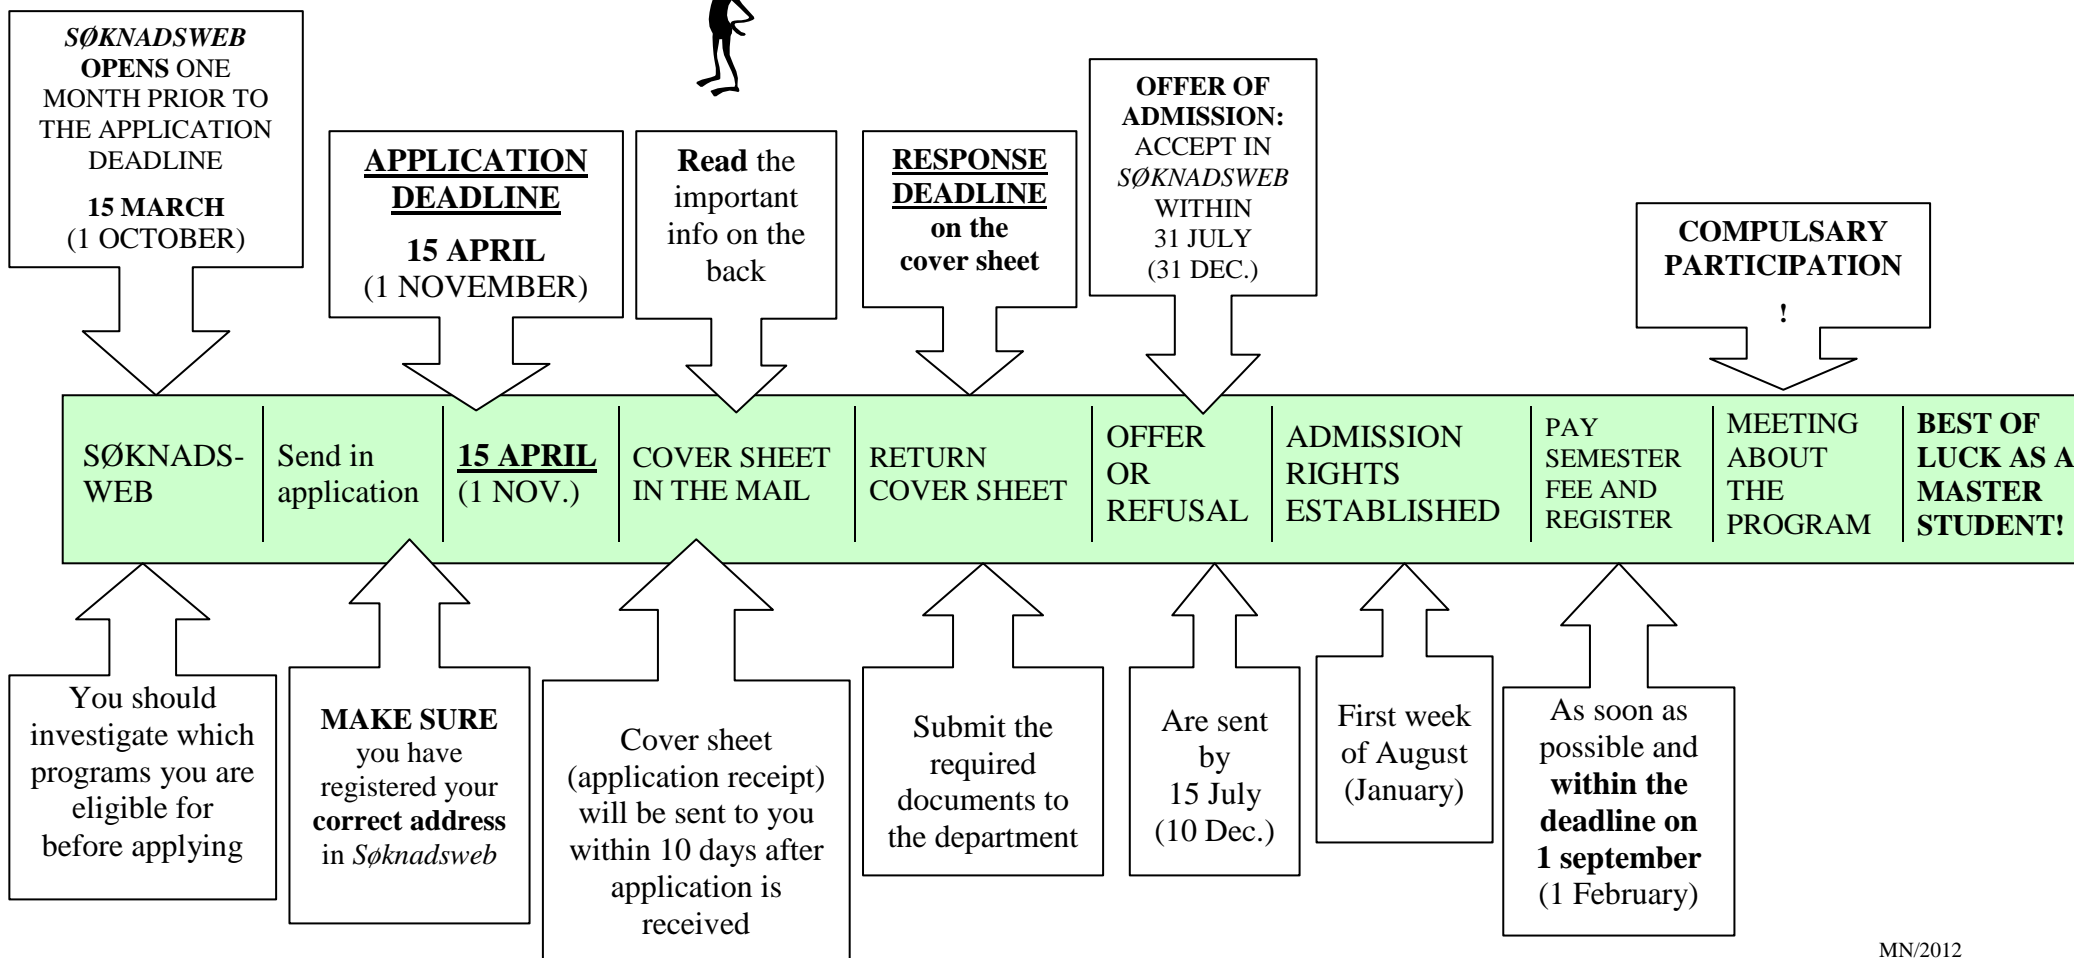 SØKNADSWEB
OPENS ONE
MONTH PRIOR TO
THE APPLICATION
DEADLINE
15 MARCH
(1 OCTOBER)
APPLICATION
DEADLINE
15 APRIL
(1 NOVEMBER)
Read the
important
info on the
back
RESPONSE
DEADLINE
on the
cover sheet
OFFER OF
ADMISSION:
ACCEPT IN
SØKNADSWEB
WITHIN
31 JULY
(31 DEC.)
COMPULSARY
PARTICIPATION
!
SØKNADS-
WEB
Send in
application
15 APRIL
(1 NOV.)
COVER SHEET
IN THE MAIL
RETURN
COVER SHEET
OFFER
OR
REFUSAL
ADMISSION
RIGHTS
ESTABLISHED
PAY
SEMESTER
FEE AND
REGISTER
MEETING
ABOUT
THE
PROGRAM
BEST OF
LUCK AS A
MASTER
STUDENT!
You should
investigate which
programs you are
eligible for
before applying
MAKE SURE
you have
registered your
correct address
in Søknadsweb
Cover sheet
(application receipt)
will be sent to you
within 10 days after
application is
received
Submit the
required
documents to
the department
Are sent
by
15 July
(10 Dec.)
First week
of August
(January)
As soon as
possible and
within the
deadline on
1 september
(1 February)
MN/2012